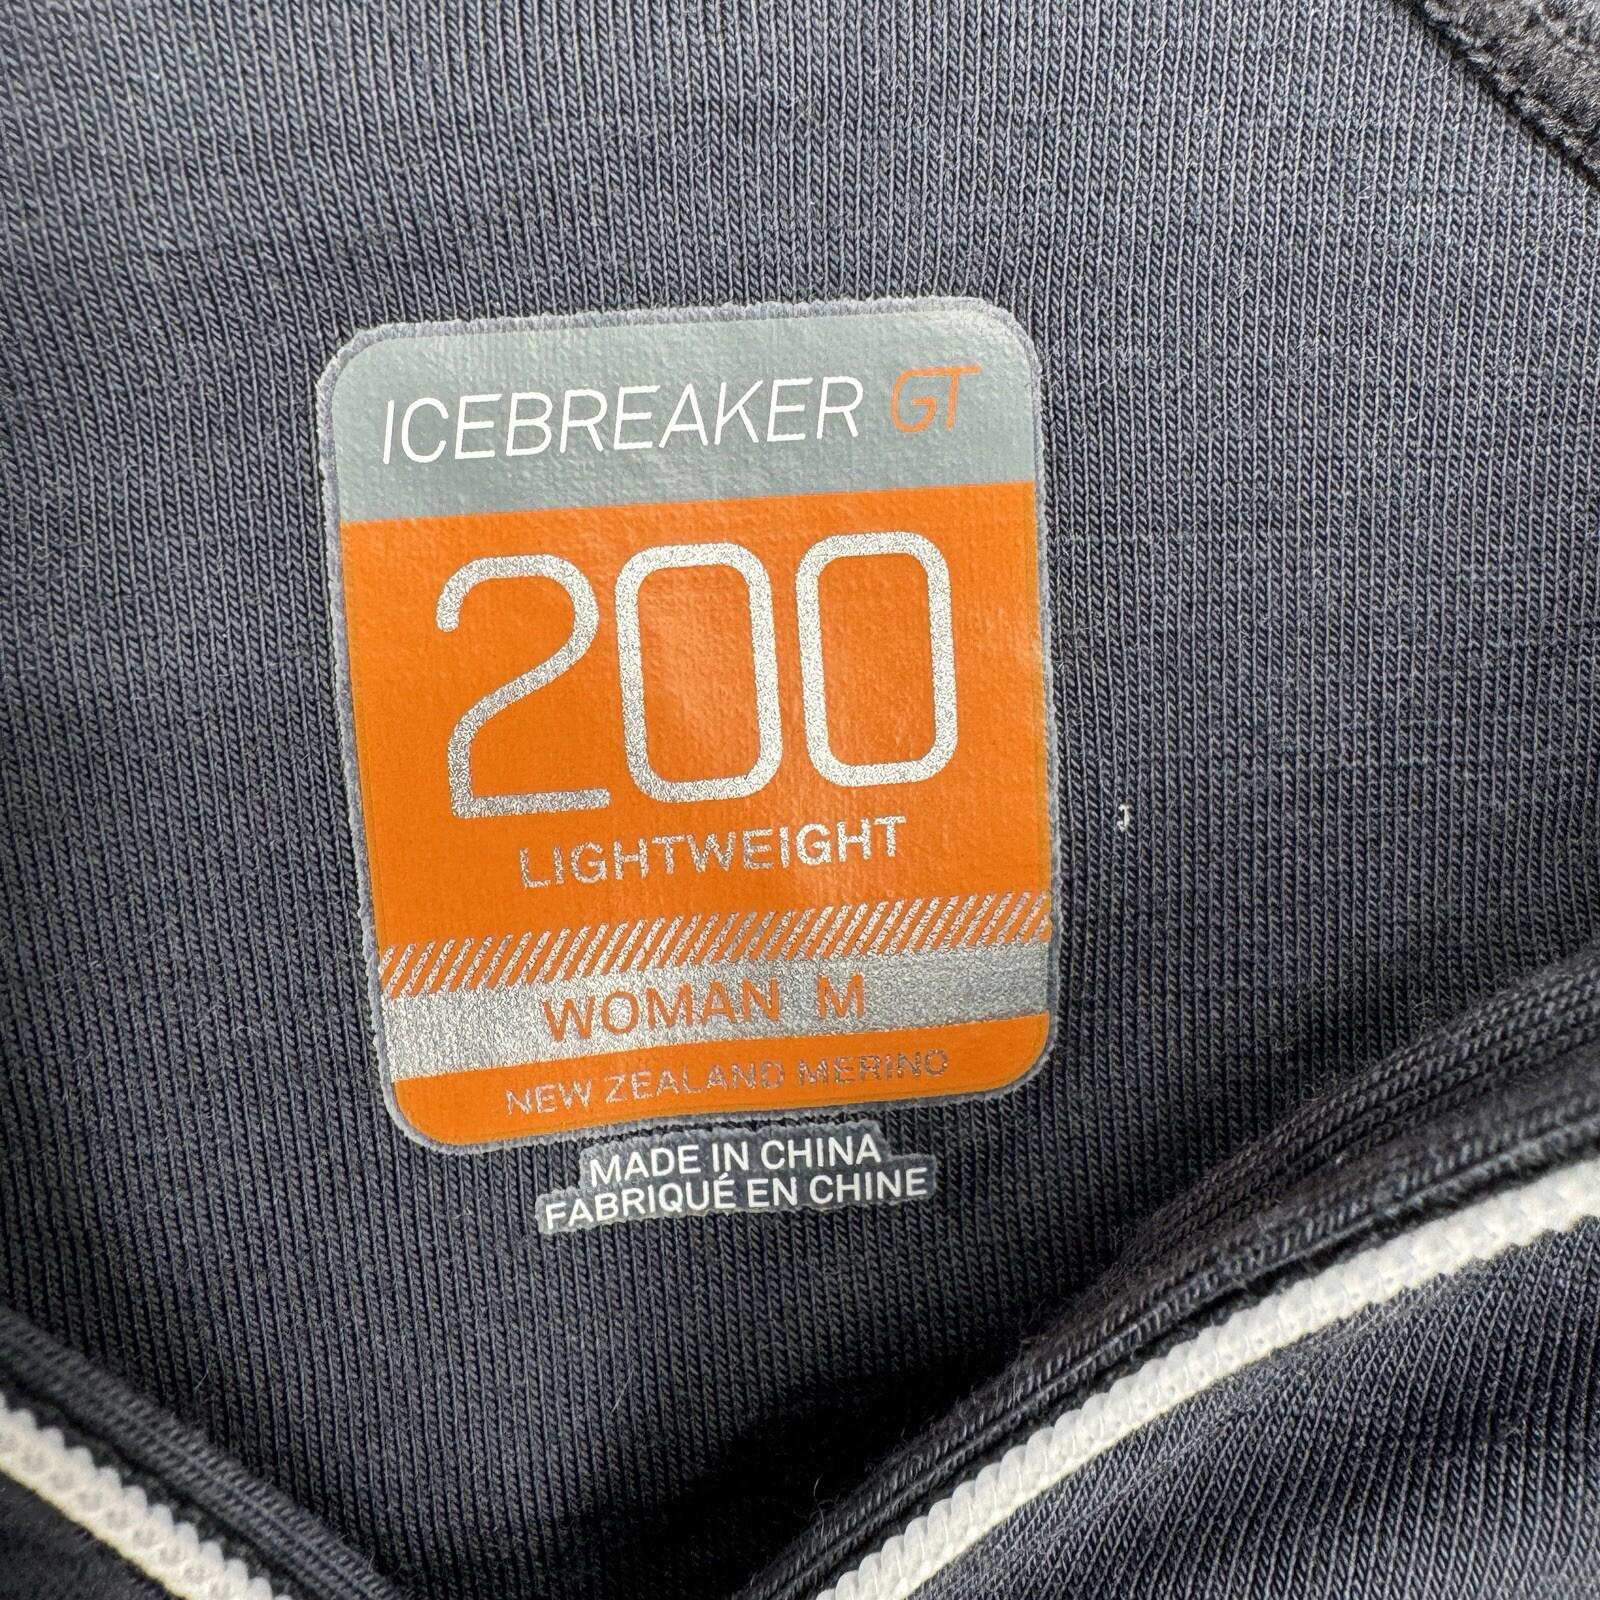 ICEBREAKER GT
200
LIGHTWEIGHT
WOMAN M
NEW ZEALAND MERINO
MADE IN CHINA
FABRIQUÉ EN CHINE